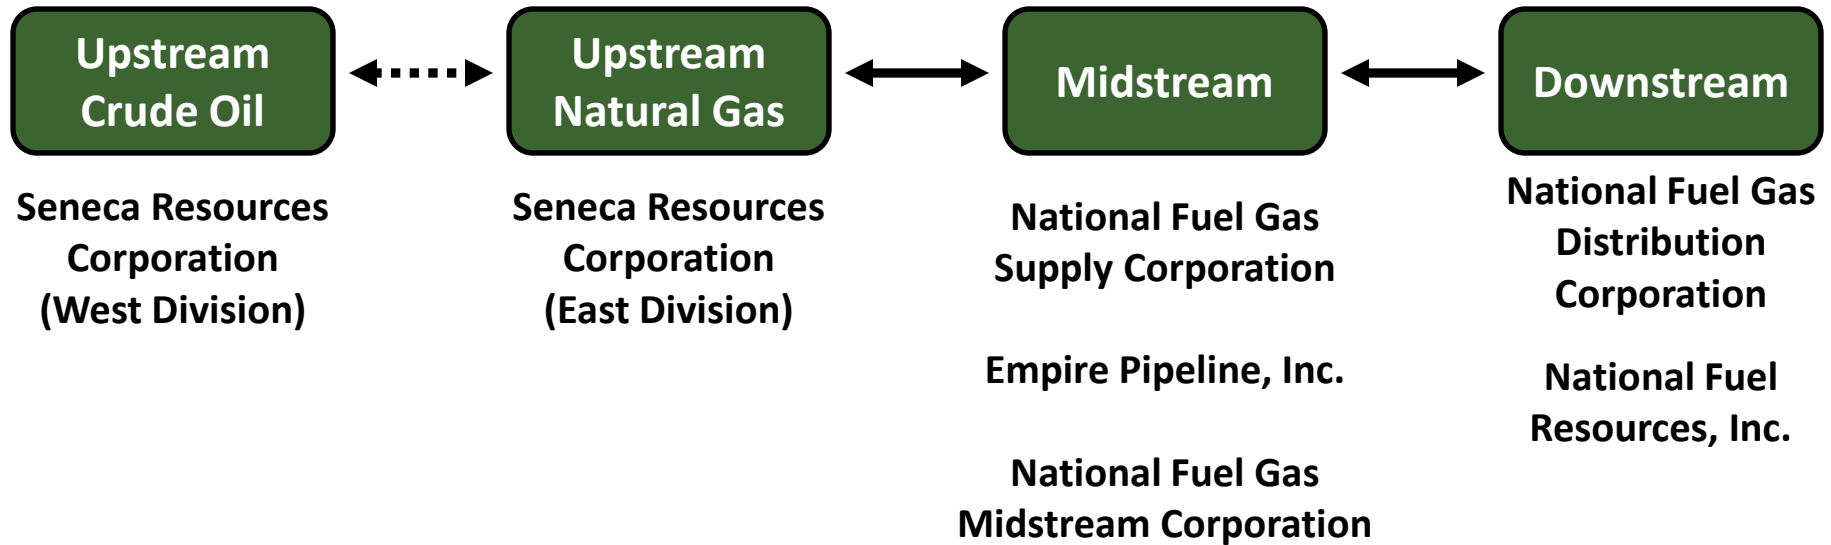 Upstream
Crude Oil
Upstream
Natural Gas
Midstream
Downstream
Seneca Resources
Corporation
(West Division)
Seneca Resources
Corporation
(East Division)
National Fuel Gas
Supply Corporation
Empire Pipeline, Inc.
National Fuel Gas
Midstream Corporation
National Fuel Gas
Distribution
Corporation
National Fuel
Resources, Inc.